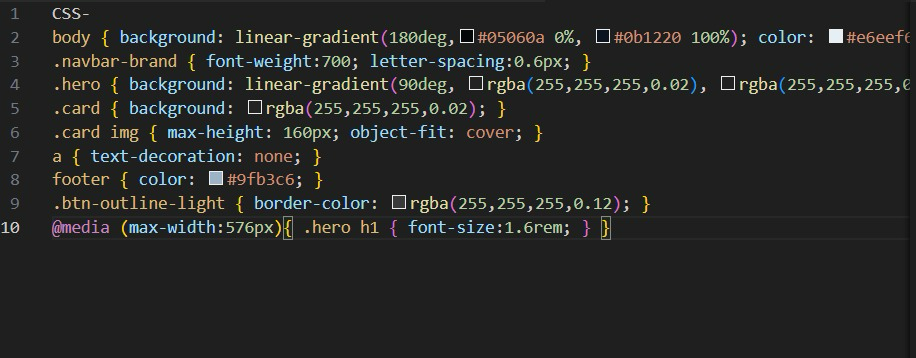 1 CSS-
2 body { background: linear-gradient(180deg, #05060a 0%, #0b1220 100%); color: #e6eef6
3 .navbar-brand { font-weight:700; letter-spacing:0.6px; }
4 .hero { background: linear-gradient(90deg, rgba(255,255,255,0.02), rgba(255,255,255,0
5 .card { background: rgba(255,255,255,0.02); }
6 .card img { max-height: 160px; object-fit: cover; }
7 a { text-decoration: none; }
8 footer { color: #9fb3c6; }
9 .btn-outline-light { border-color: rgba(255,255,255,0.12); }
10 @media (max-width:576px){ .hero h1 { font-size:1.6rem; } }